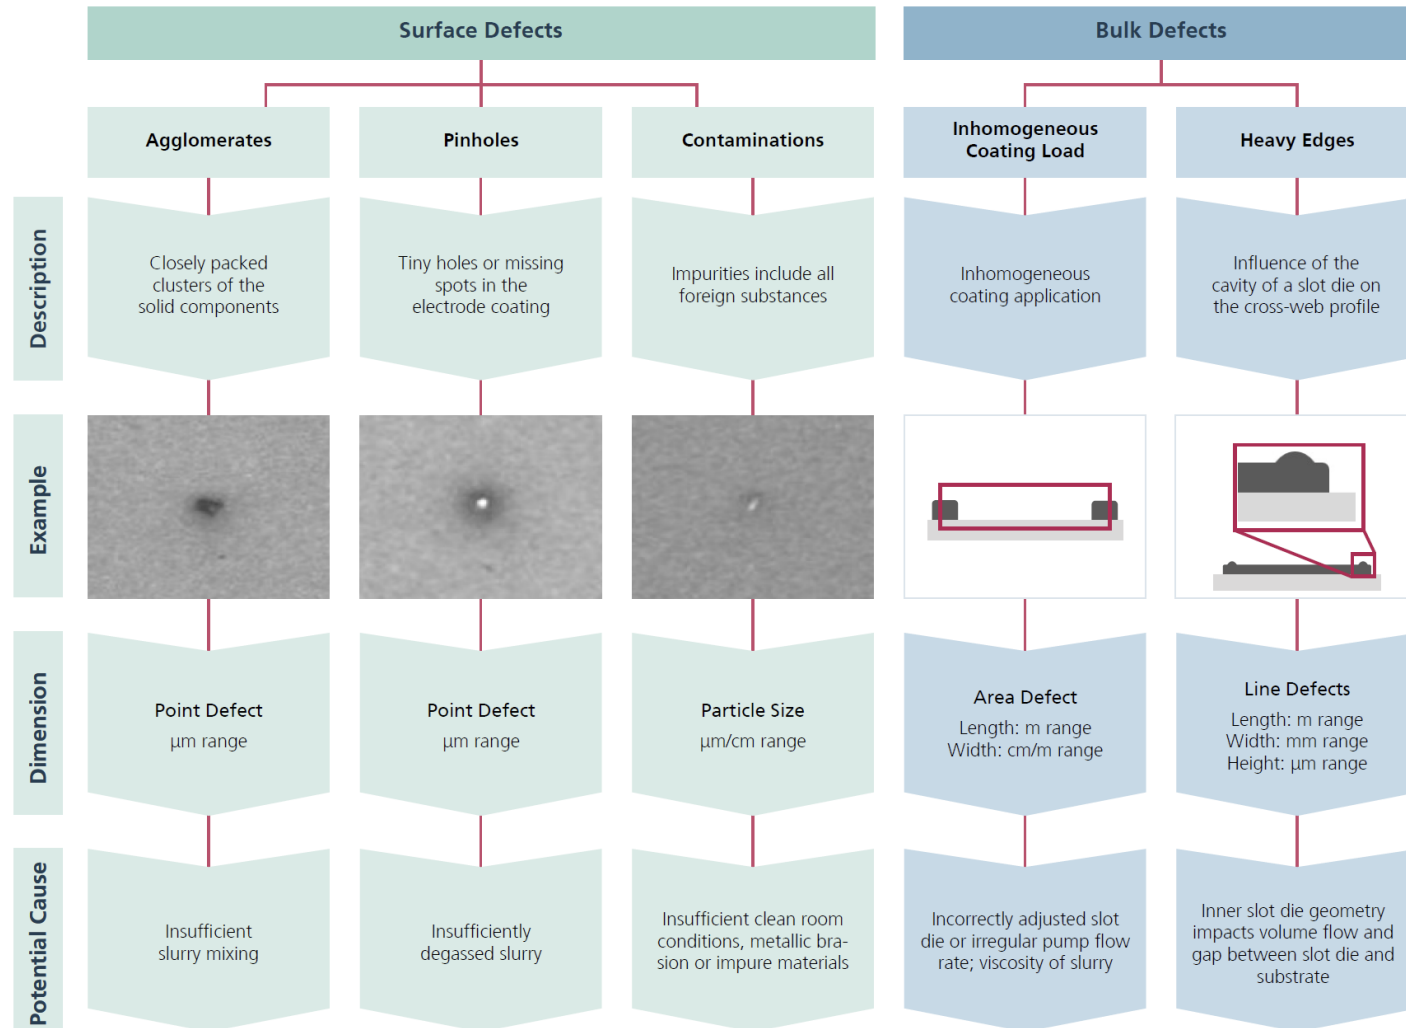 Surface Defects
Bulk Defects
Agglomerates
Pinholes
Contaminations
Inhomogeneous
Coating Load
Heavy Edges
Description
Closely packed
clusters of the
solid components
Tiny holes or missing
spots in the
electrode coating
Impurities include all
foreign substances
Inhomogeneous
coating application
Influence of the
cavity of a slot die on
the cross-web profile
Example
Dimension
Point Defect
µm range
Point Defect
µm range
Particle Size
µm/cm range
Area Defect
Length: m range
Width: cm/m range
Line Defects
Length: m range
Width: mm range
Height: µm range
Potential Cause
Insufficient
slurry mixing
Insufficiently
degassed slurry
Insufficient clean room
conditions, metallic bra-
sion or impure materials
Incorrectly adjusted slot
die or irregular pump flow
rate; viscosity of slurry
Inner slot die geometry
impacts volume flow and
gap between slot die and
substrate